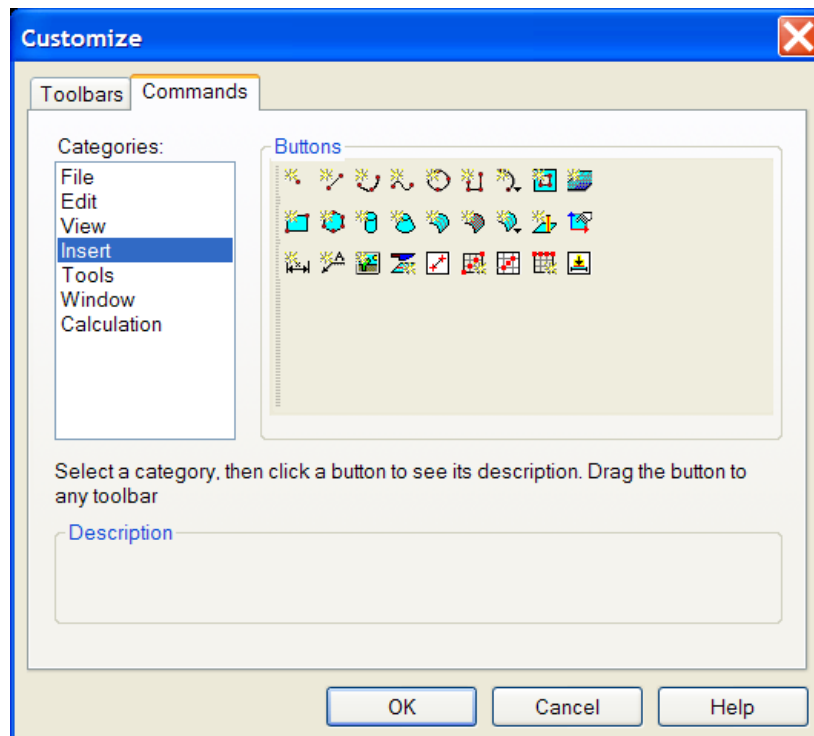 Customize
Toolbars
Commands
Categories:
File
Edit
View
Insert
Tools
Window
Calculation
Buttons
Select a category, then click a button to see its description. Drag the button to
any toolbar
Description
OK
Cancel
Help